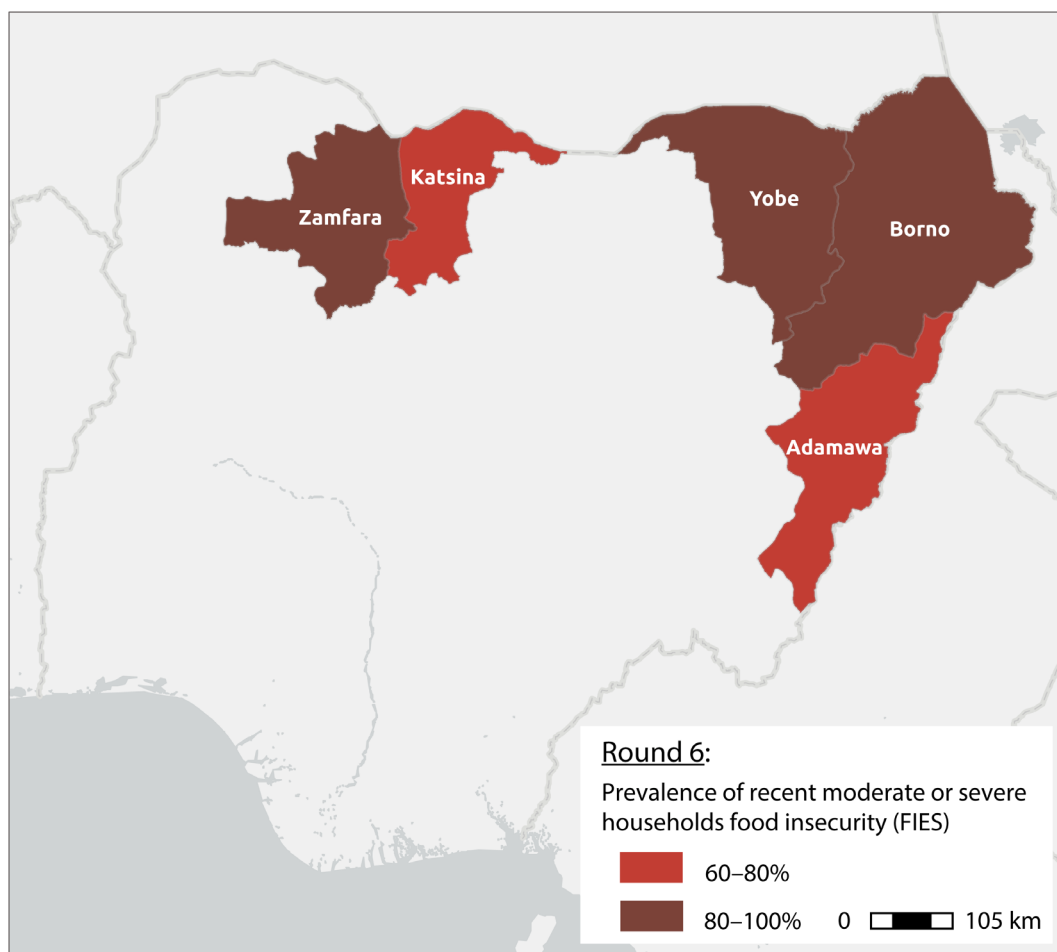 Katsina
Zamfara
Yobe
Borno
Adamawa
Round 6:
Prevalence of recent moderate or severe
households food insecurity (FIES)
60–80%
80–100% 0 105 km